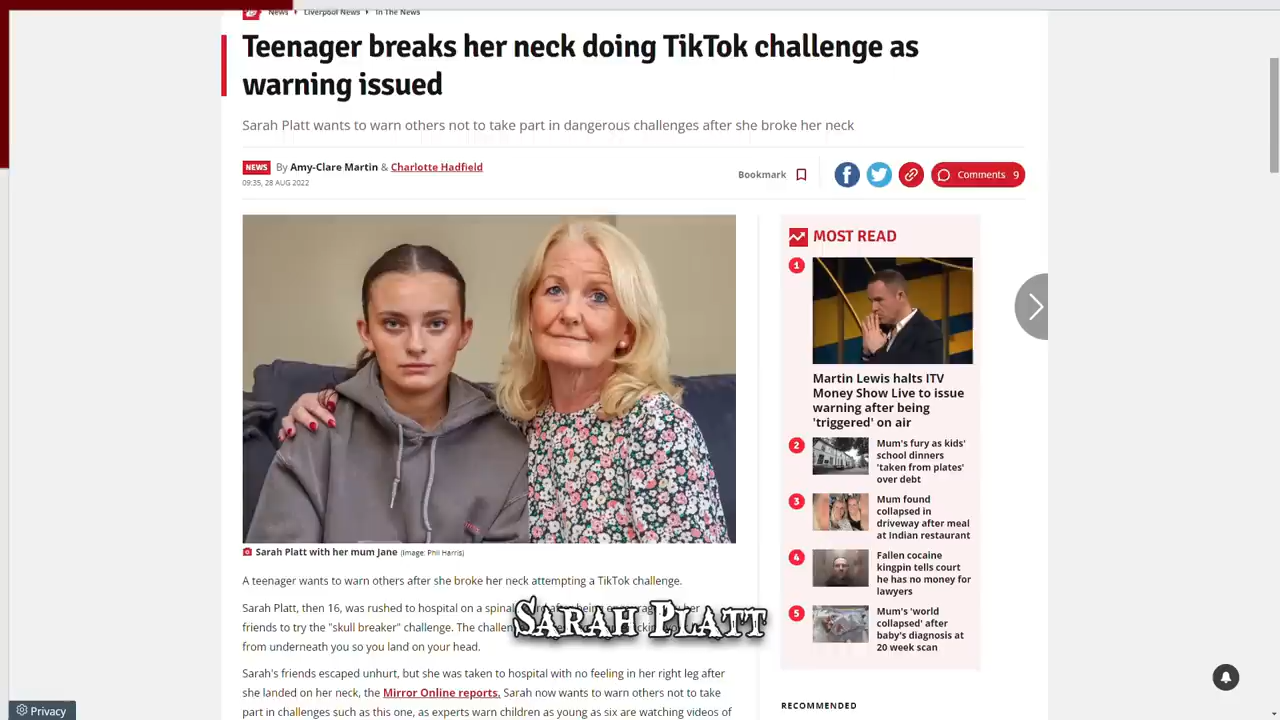 News › Liverpool News › In The News
Teenager breaks her neck doing TikTok challenge as
warning issued
Sarah Platt wants to warn others not to take part in dangerous challenges after she broke her neck
NEWS By Amy-Clare Martin & Charlotte Hadfield
09:35, 28 AUG 2022
Bookmark
Comments 9
Sarah Platt with her mum Jane (Image: Phil Harris)
A teenager wants to warn others after she broke her neck attempting a TikTok challenge.
Sarah Platt, then 16, was rushed to hospital on a spinal her
friends to try the "skull breaker" challenge. The
from underneath you so you land on your head.
SARAH PLATT
Sarah's friends escaped unhurt, but she was taken to hospital with no feeling in her right leg after
she landed on her neck, the Mirror Online reports. Sarah now wants to warn others not to take
part in challenges such as this one, as experts warn children as young as six are watching videos of
MOST READ
1
Martin Lewis halts ITV
Money Show Live to issue
warning after being
'triggered' on air
2
Mum's fury as kids'
school dinners
'taken from plates'
over debt
3
Mum found
collapsed in
driveway after meal
at Indian restaurant
4
Fallen cocaine
kingpin tells court
he has no money for
lawyers
5
Mum's 'world
collapsed' after
baby's diagnosis at
20 week scan
RECOMMENDED
Privacy